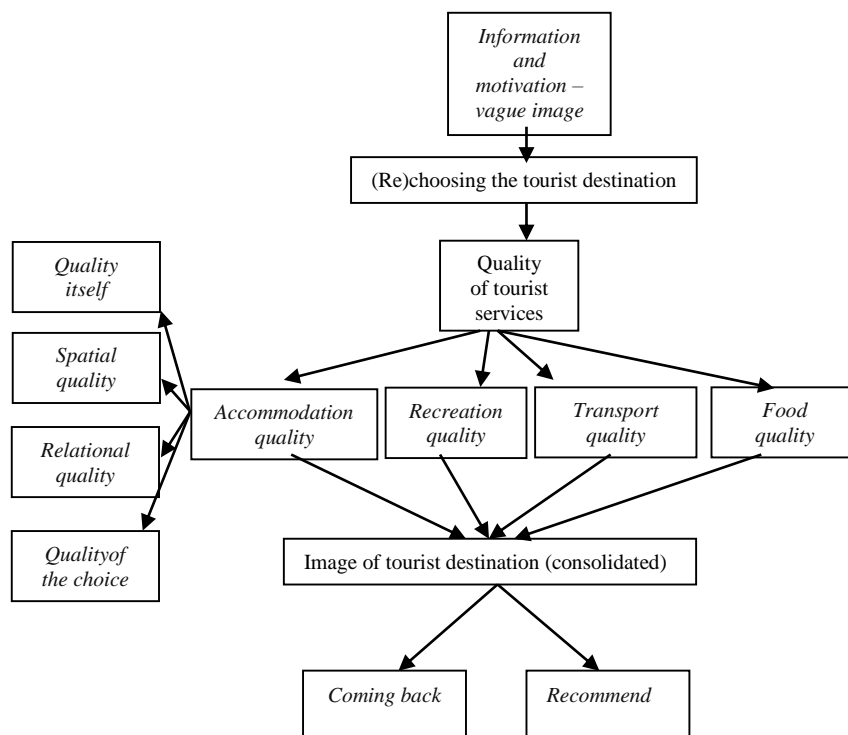 Information
and
motivation –
vague image
(Re)choosing the tourist destination
Quality
of tourist
services
Quality
itself
Spatial
quality
Relational
quality
Qualityof
the choice
Accommodation
quality
Recreation
quality
Transport
quality
Food
quality
Image of tourist destination (consolidated)
Coming back
Recommend